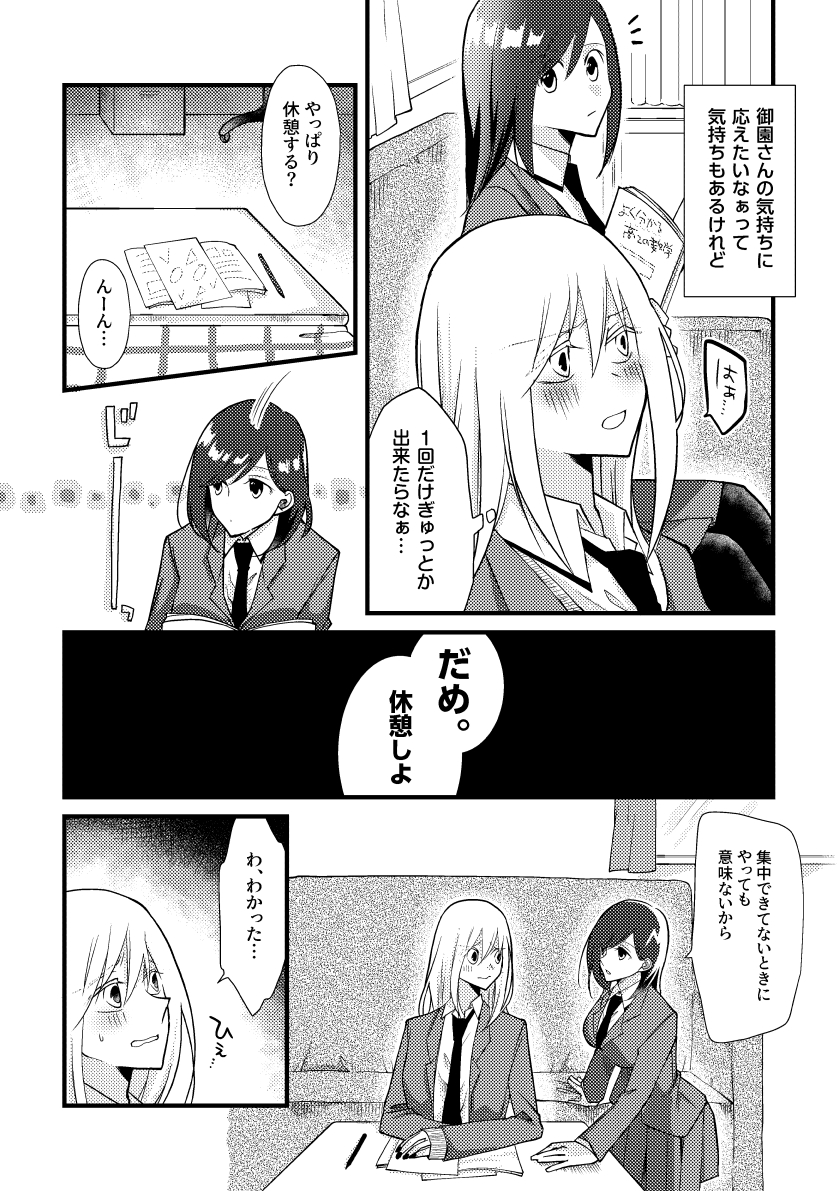 御園さんの気持ちに
応えたいなぁって
気持ちもあるけれど
よく分かる
高2の数学
おぉ…
1回だけぎゅっとか
出来たらなぁ…
やっぱり
休憩する?
んーん…
じーっ
だめ。
休憩しよ
集中できてないときに
やっても
意味ないから
わ、わかった…
ひぇ…